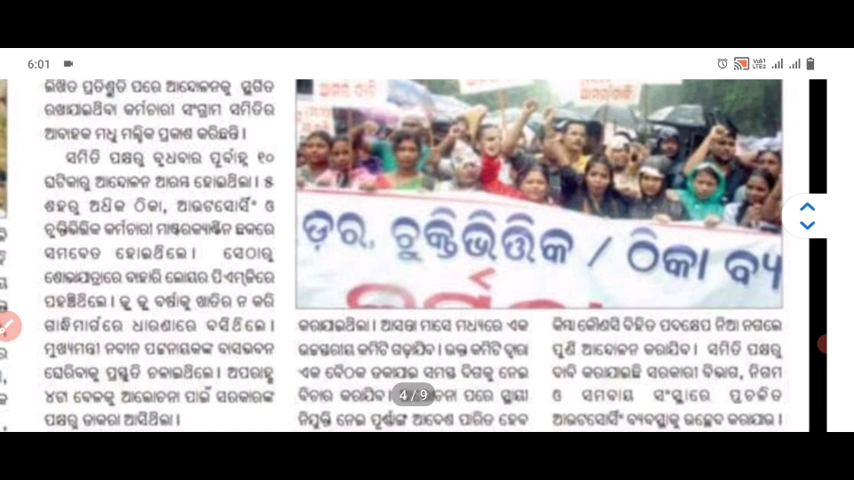 6:01
ଲିଖିତ ପ୍ରତିଶ୍ରୁତି ପରେ ଆନ୍ଦୋଳନକୁ ସ୍ଥଗିତ
ରଖାଯାଇଥିବା କର୍ମଚାରୀ ସଂଗ୍ରାମ ସମିତିର
ଆବାହକ ମଧୁ ମଲ୍ଲିକ ପ୍ରକାଶ କରିଛନ୍ତି ।
ସମିତି ପକ୍ଷରୁ ବୁଧବାର ପୂର୍ବାହ୍ନ ୧୦
ଘଟିକାରୁ ଆନ୍ଦୋଳନ ଆରମ୍ଭ ହୋଇଥିଲା । ୫
ଶହରୁ ଅଧିକ ଠିକା, ଆଉଟସୋର୍ସିଂ ଓ
ଚୁକ୍ତିଭିତ୍ତିକ କର୍ମଚାରୀ ମାଷ୍ଟରକ୍ୟାଣ୍ଟିନ ଛକରେ
ସମବେତ ହୋଇଥିଲେ । ସେଠାରୁ
ଶୋଭାଯାତ୍ରାରେ ବାହାରି ଲୋୟର ପିଏମ୍‌ଜିରେ
ପହଞ୍ଚିଥିଲେ । କୁ କୁ ବର୍ଷାକୁ ଖାତିର ନ କରି
ଗାନ୍ଧିମାର୍ଗରେ ଧାରଣାରେ ବସିଥିଲେ ।
ମୁଖ୍ୟମନ୍ତ୍ରୀ ନବୀନ ପଟ୍ଟନାୟକଙ୍କ ବାସଭବନ
ଘେରିବାକୁ ପ୍ରସ୍ତୁତି ଚଳାଇଥିଲେ । ଅପରାହ୍ନ
୪ଟା ବେଳକୁ ଆଲୋଚନା ପାଇଁ ସରକାରଙ୍କ
ପକ୍ଷରୁ ଡାକରା ଆସିଥିଲା ।
ଡ଼ର, ଚୁକ୍ତିଭିତ୍ତିକ / ଠିକା ବ୍ୟ
କରାଯାଇଥିଲା । ଆସନ୍ତା ମାସେ ମଧ୍ୟରେ ଏକ
ଉଚ୍ଚସ୍ତରୀୟ କମିଟି ଗଢ଼ାଯିବ । ଉକ୍ତ କମିଟି ଦ୍ୱାରା
ଏକ ବୈଠକ ଡକାଯାଇ ସମସ୍ତ ଦିଗକୁ ନେଇ
ବିଚାର କରାଯିବ । ଚନା ପରେ ସ୍ଥାୟୀ
ନିଯୁକ୍ତି ନେଇ ପୂର୍ଣ୍ଣାଙ୍ଗ ଆଦେଶ ପାରିତ ହେବ
କିମ୍ବା କୌଣସି ବିହିତ ପଦକ୍ଷେପ ନିଆ ନଗଲେ
ପୁଣି ଆନ୍ଦୋଳନ କରାଯିବ । ସମିତି ପକ୍ଷରୁ
ଦାବି କରାଯାଇଛି ସରକାରୀ ବିଭାଗ, ନିଗମ
ଓ ସମବାୟ ସଂସ୍ଥାରେ ପ୍ରଚଳିତ
ଆଉଟସୋର୍ସିଂ ବ୍ୟବସ୍ଥାକୁ ଉଚ୍ଛେଦ କରାଯାଉ ।
4 / 9